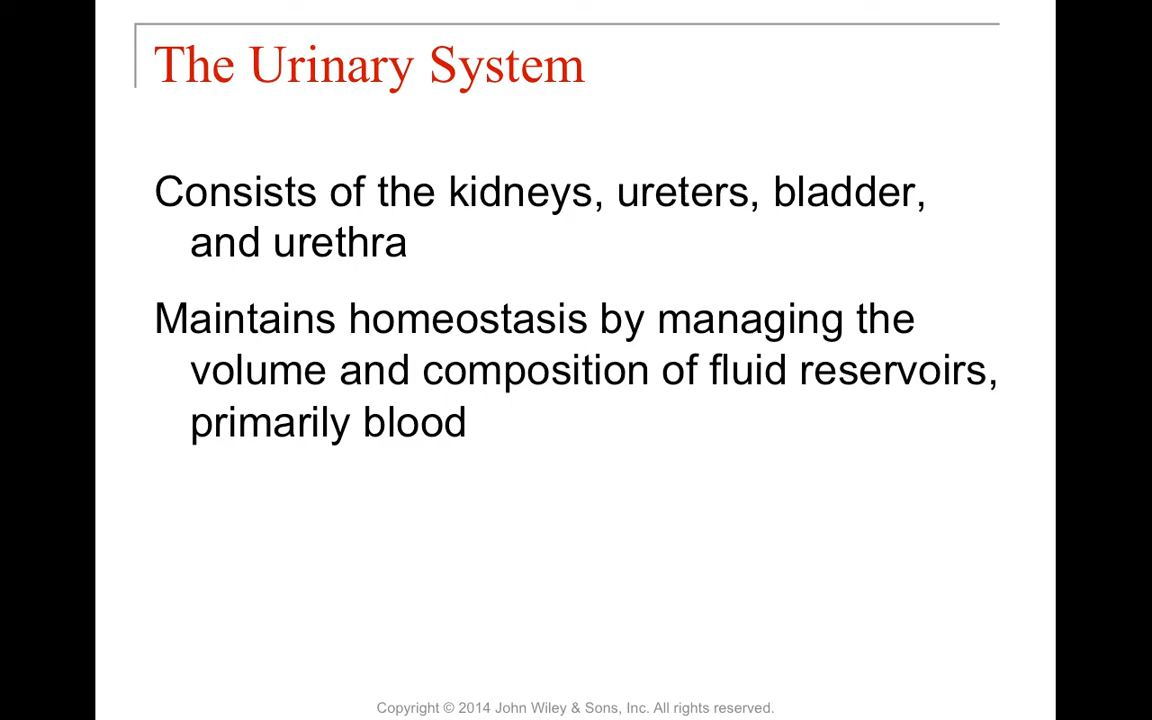 The Urinary System
Consists of the kidneys, ureters, bladder,
and urethra
Maintains homeostasis by managing the
volume and composition of fluid reservoirs,
primarily blood
Copyright © 2014 John Wiley & Sons, Inc. All rights reserved.